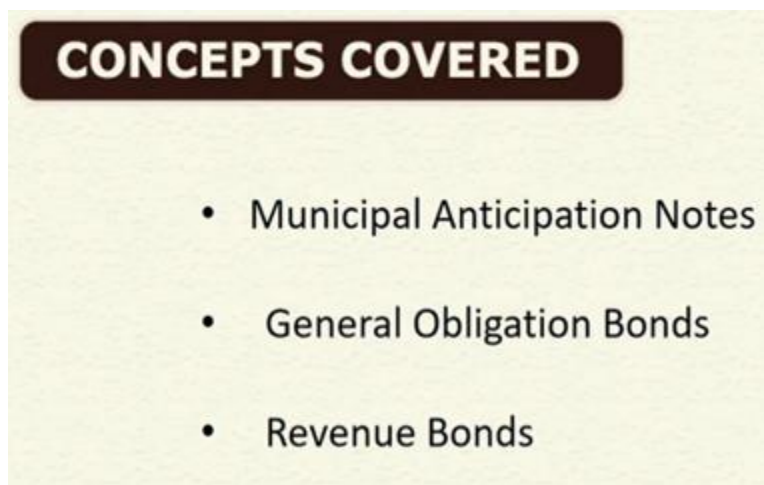 CONCEPTS COVERED
• Municipal Anticipation Notes
• General Obligation Bonds
• Revenue Bonds